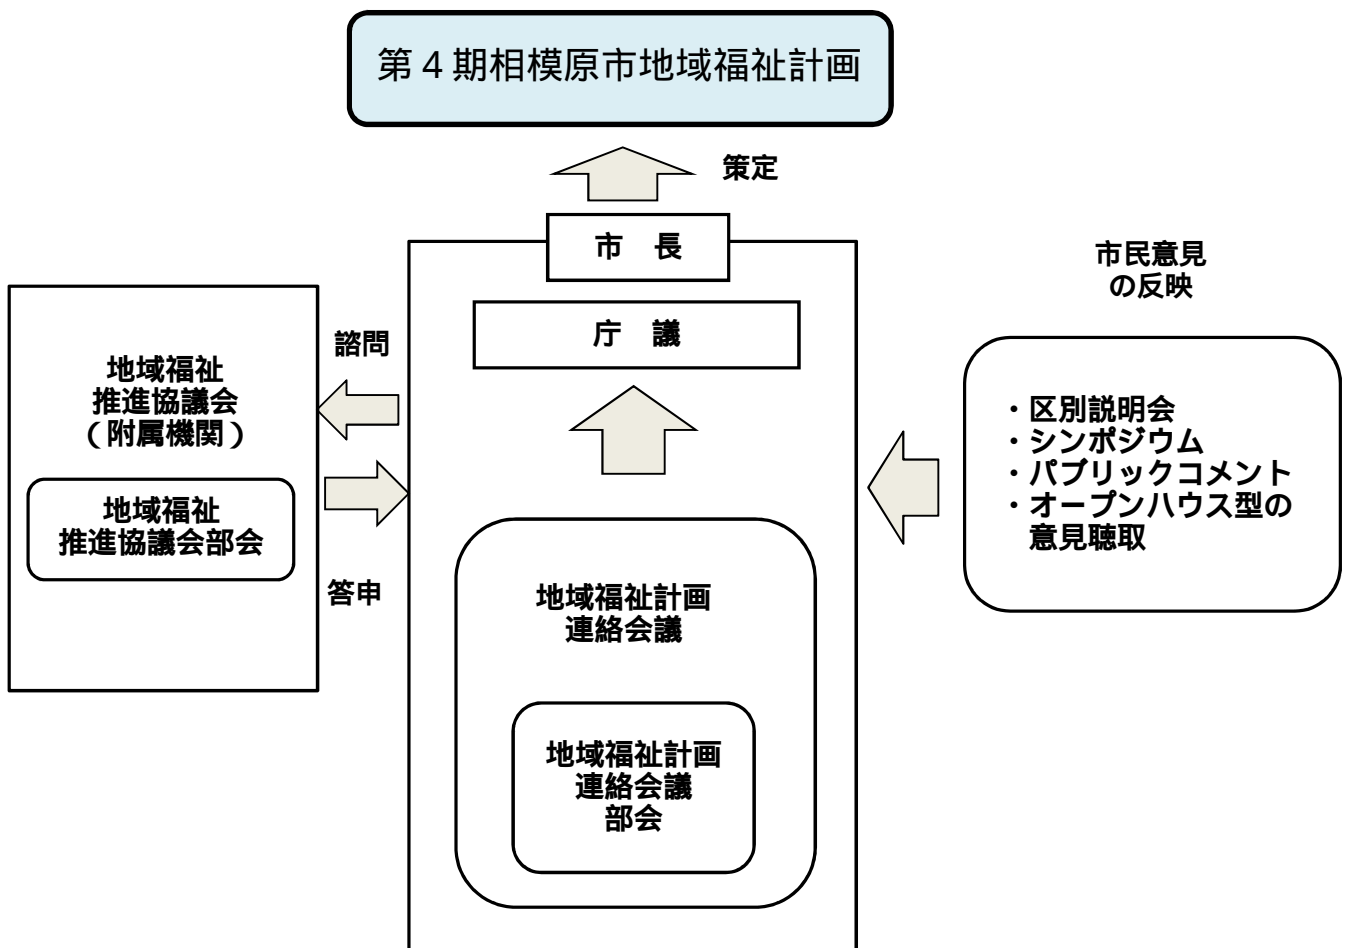 第４期相模原市地域福祉計画
策定
市　長
庁　議
諮問
地域福祉
推進協議会
（附属機関）
地域福祉
推進協議会部会
答申
地域福祉計画
連絡会議
地域福祉計画
連絡会議
部会
市民意見
の反映
・区別説明会
・シンポジウム
・パブリックコメント
・オープンハウス型の
意見聴取